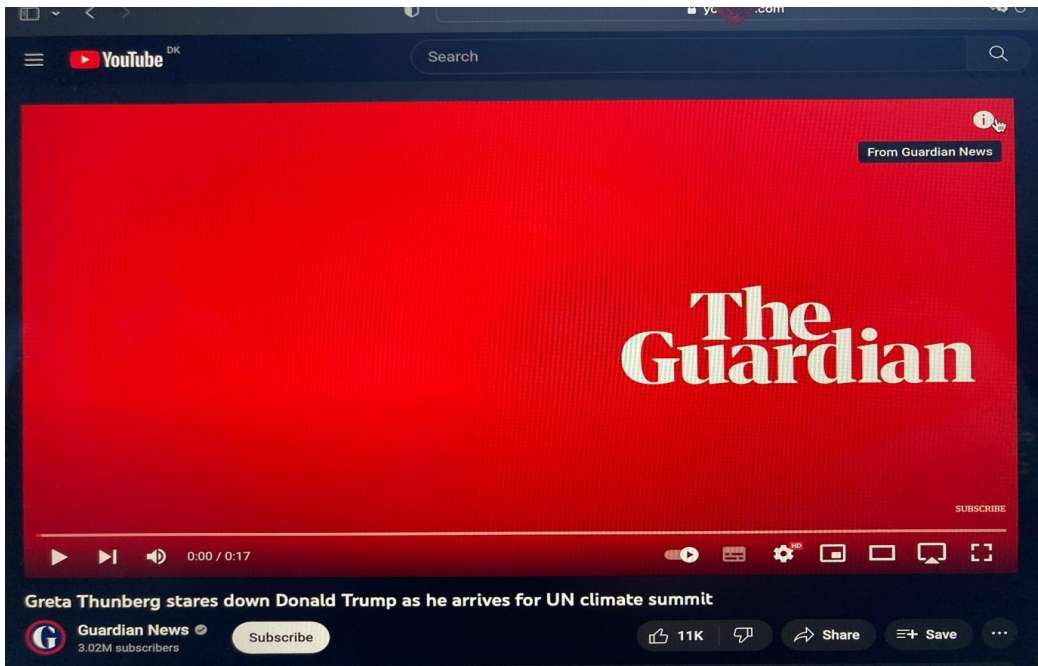 YouTube DK
Search
From Guardian News
The
Guardian
SUBSCRIBE
0:00 / 0:17
HD
Greta Thunberg stares down Donald Trump as he arrives for UN climate summit
Guardian News
3.02M subscribers
Subscribe
11K
Share
Save